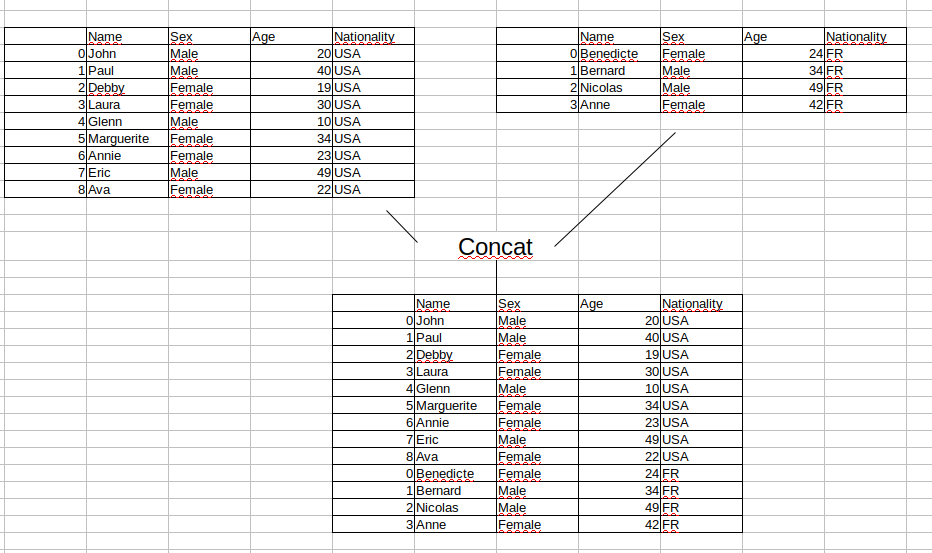 Name Sex Age Nationality
0 John Male 20 USA
1 Paul Male 40 USA
2 Debby Female 19 USA
3 Laura Female 30 USA
4 Glenn Male 10 USA
5 Marguerite Female 34 USA
6 Annie Female 23 USA
7 Eric Male 49 USA
8 Ava Female 22 USA
Name Sex Age Nationality
0 Benedicte Female 24 FR
1 Bernard Male 34 FR
2 Nicolas Male 49 FR
3 Anne Female 42 FR
Concat
Name Sex Age Nationality
0 John Male 20 USA
1 Paul Male 40 USA
2 Debby Female 19 USA
3 Laura Female 30 USA
4 Glenn Male 10 USA
5 Marguerite Female 34 USA
6 Annie Female 23 USA
7 Eric Male 49 USA
8 Ava Female 22 USA
0 Benedicte Female 24 FR
1 Bernard Male 34 FR
2 Nicolas Male 49 FR
3 Anne Female 42 FR